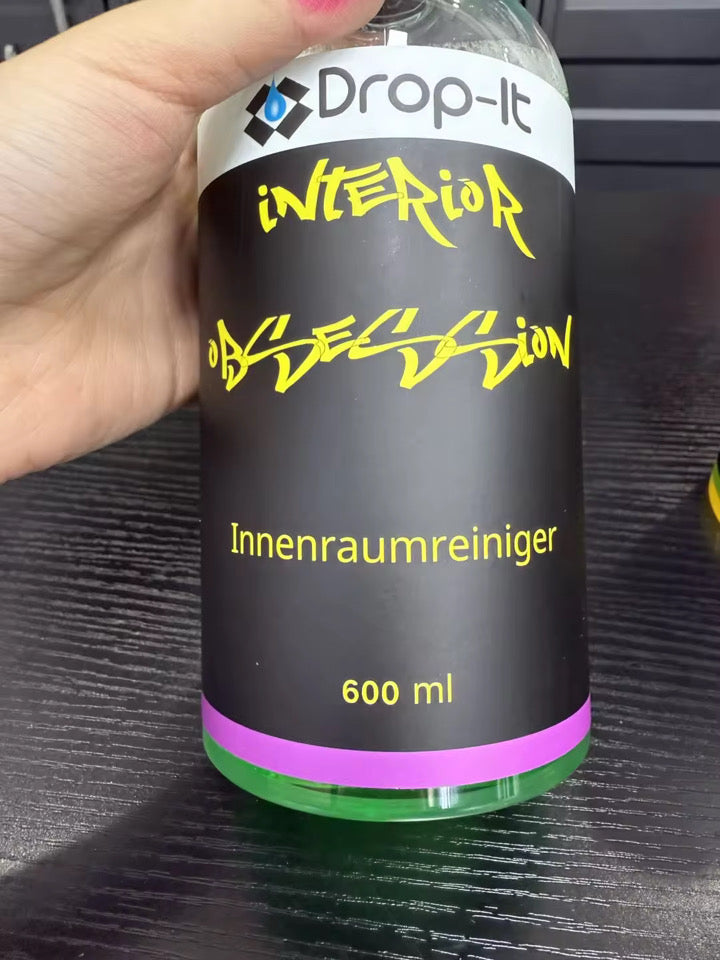 Drop-It
INTERIOR
OBSESSION
Innenraumreiniger
600 ml